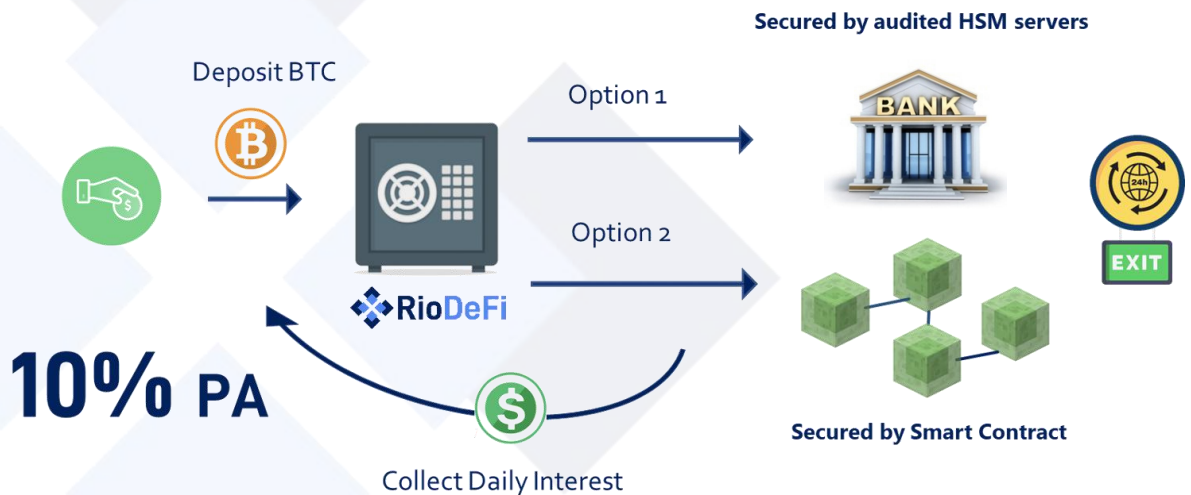 Secured by audited HSM servers
Deposit BTC
Option 1
BANK
24h
Option 2
EXIT
RioDeFi
10% PA
Secured by Smart Contract
Collect Daily Interest